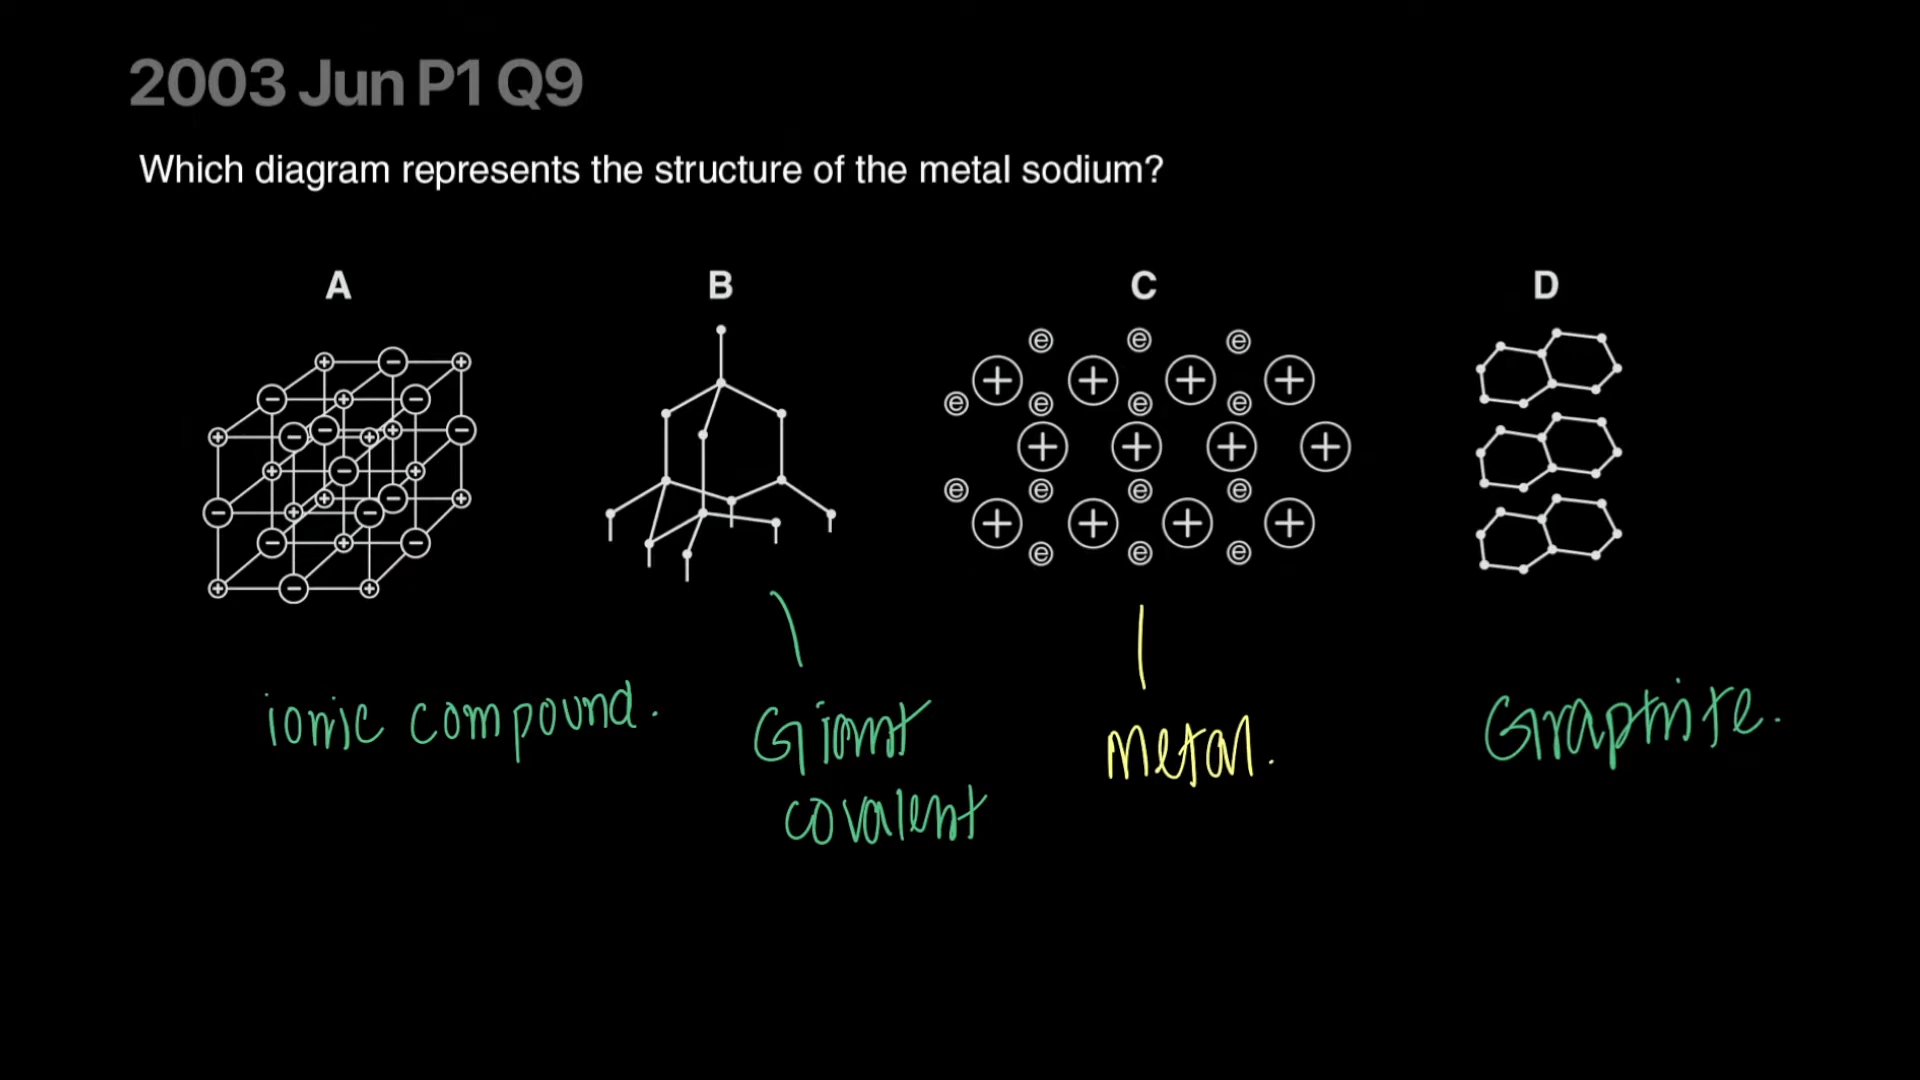 2003 Jun P1 Q9
Which diagram represents the structure of the metal sodium?
A B C D
e e e
+ - +
+ + + +
- + -
e e e e
+ - - + + -
+ + + +
+ - +
e e e e
+ - +
- + -
+ + + +
- + -
e e e
+ - +
ionic compound.
Giant
covalent
Metal.
Graphite.